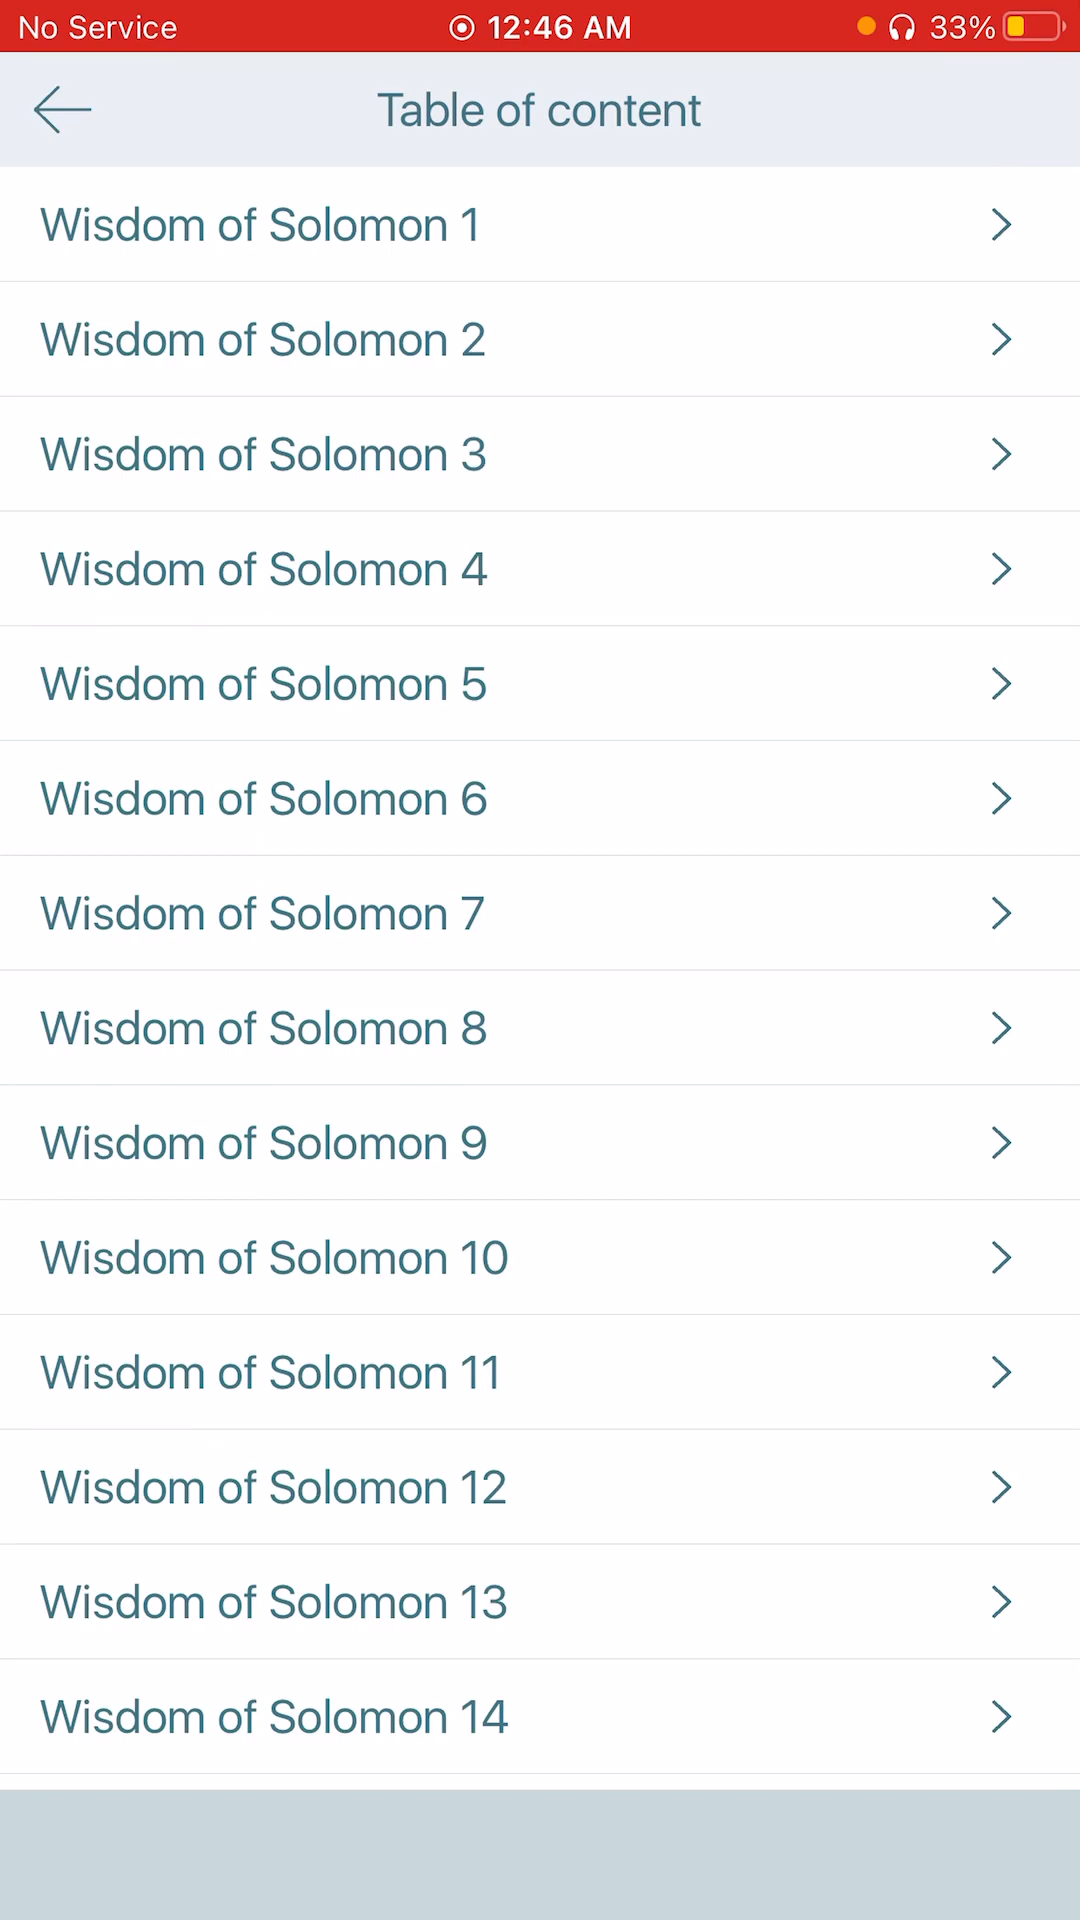 No Service 12:46 AM 33%
Table of content
Wisdom of Solomon 1
Wisdom of Solomon 2
Wisdom of Solomon 3
Wisdom of Solomon 4
Wisdom of Solomon 5
Wisdom of Solomon 6
Wisdom of Solomon 7
Wisdom of Solomon 8
Wisdom of Solomon 9
Wisdom of Solomon 10
Wisdom of Solomon 11
Wisdom of Solomon 12
Wisdom of Solomon 13
Wisdom of Solomon 14